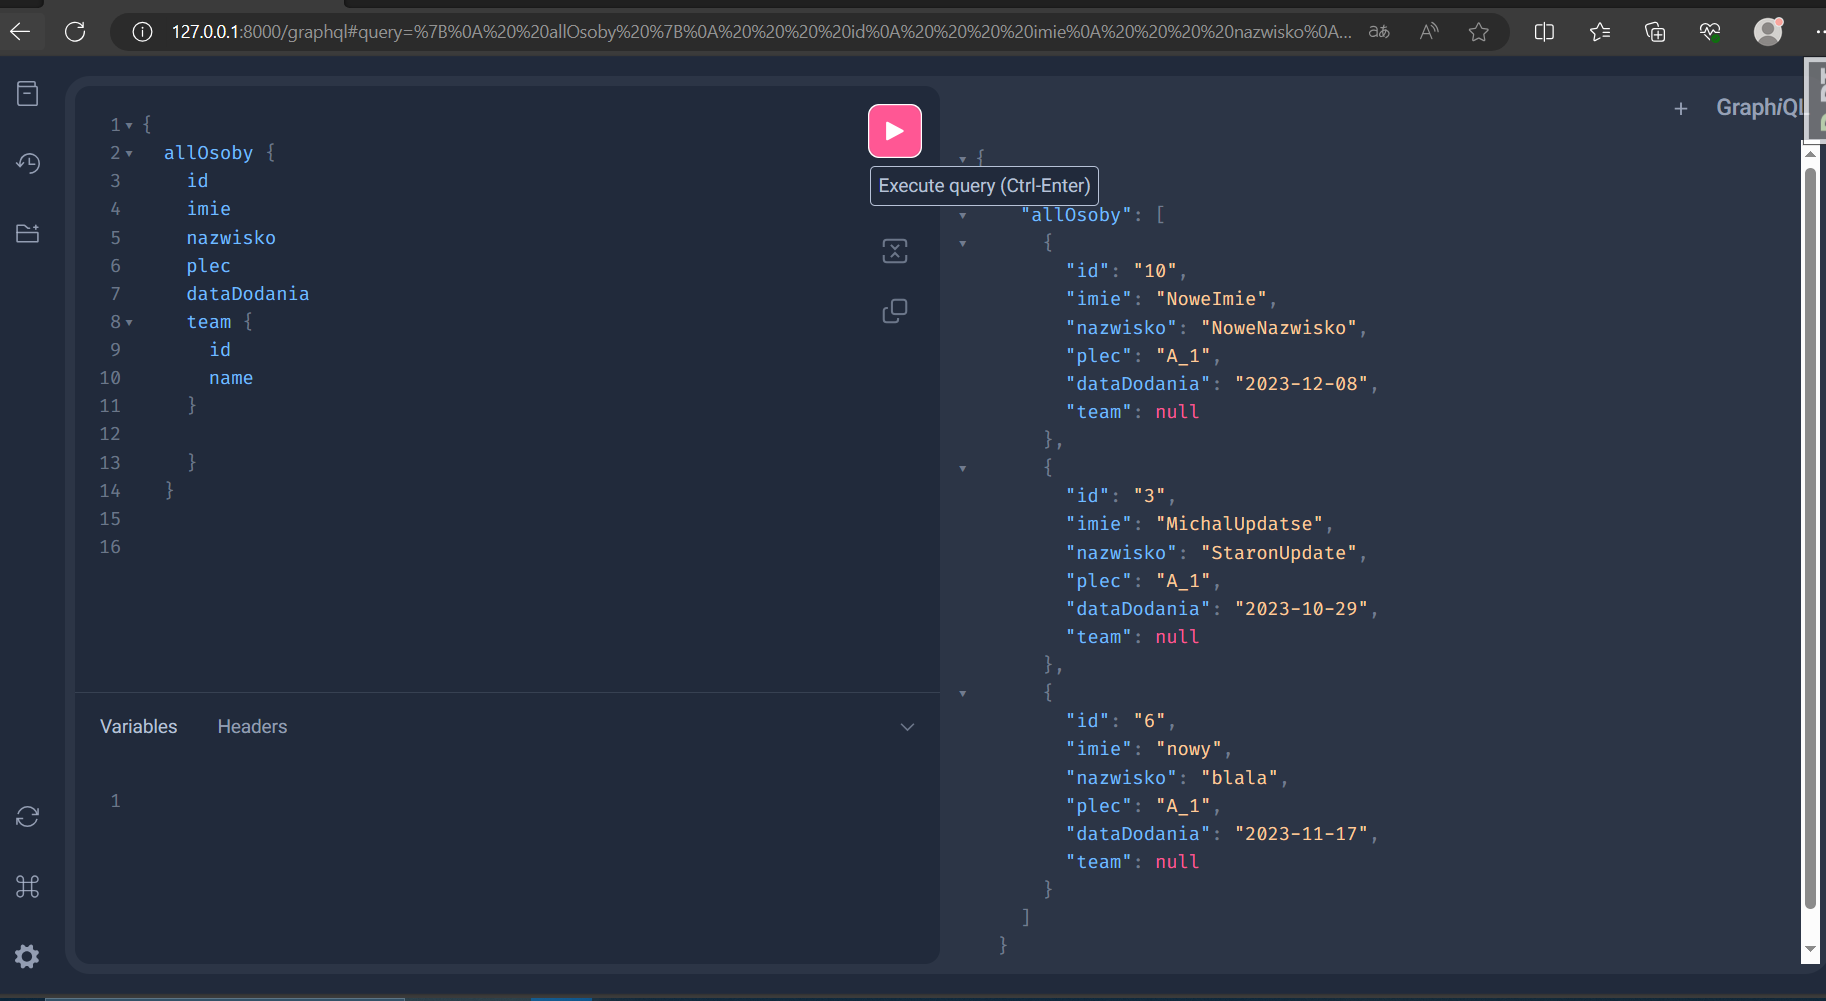 127.0.0.1:8000/graphql#query=%7B%0A%20%20allOsoby%20%7B%0A%20%20%20%20id%0A%20%20%20%20imie%0A%20%20%20%20nazwisko%0A...
GraphiQL
1 {
2 allOsoby {
3 id
4 imie
5 nazwisko
6 plec
7 dataDodania
8 team {
9 id
10 name
11 }
12
13 }
14 }
15
16
Execute query (Ctrl-Enter)
Variables Headers
1
{
"allOsoby": [
{
"id": "10",
"imie": "NoweImie",
"nazwisko": "NoweNazwisko",
"plec": "A_1",
"dataDodania": "2023-12-08",
"team": null
},
{
"id": "3",
"imie": "MichalUpdatse",
"nazwisko": "StaronUpdate",
"plec": "A_1",
"dataDodania": "2023-10-29",
"team": null
},
{
"id": "6",
"imie": "nowy",
"nazwisko": "blala",
"plec": "A_1",
"dataDodania": "2023-11-17",
"team": null
}
]
}